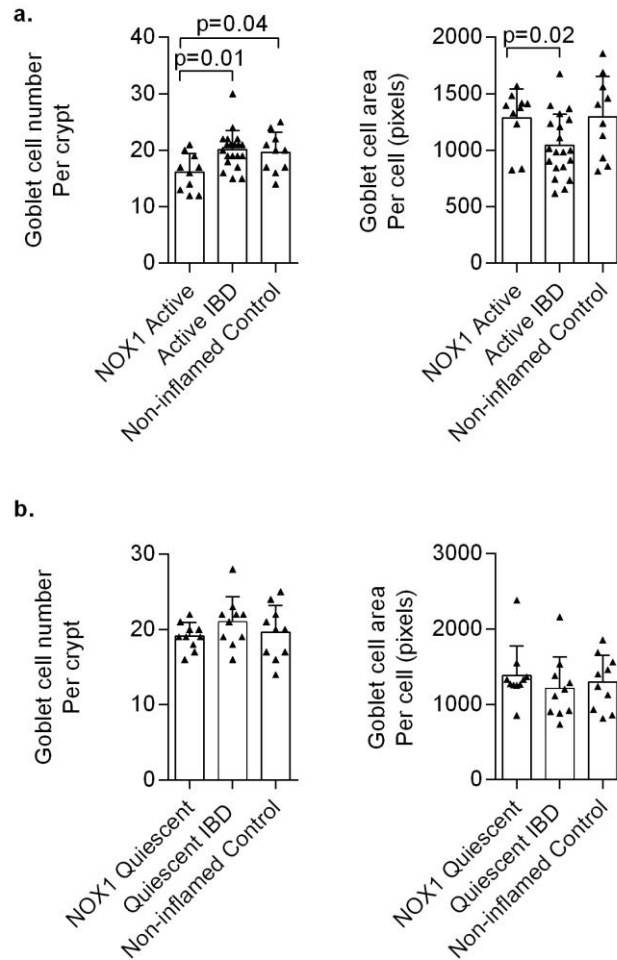 a.
p=0.04
p=0.01
Goblet cell number
Per crypt
40
30
20
10
0
NOX1 Active
Active IBD
Non-inflamed Control
p=0.02
Goblet cell area
Per cell (pixels)
2000
1500
1000
500
0
NOX1 Active
Active IBD
Non-inflamed Control
b.
Goblet cell number
Per crypt
30
20
10
0
NOX1 Quiescent
Quiescent IBD
Non-inflamed Control
Goblet cell area
Per cell (pixels)
3000
2000
1000
0
NOX1 Quiescent
Quiescent IBD
Non-inflamed Control